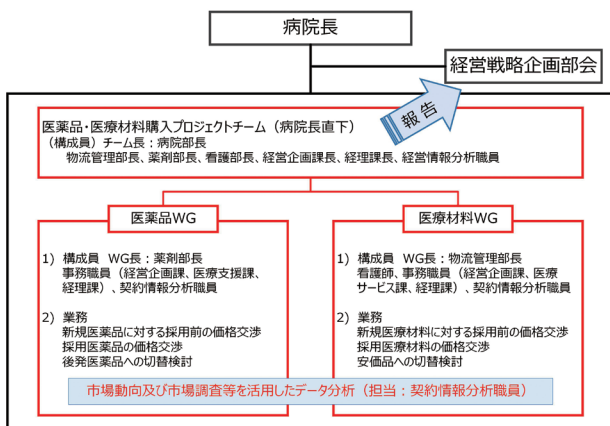 病院長
経営戦略企画部会
報告
医薬品・医療材料購入プロジェクトチーム（病院長直下）
（構成員）チーム長：病院部長
物流管理部長、薬剤部長、看護部長、経営企画課長、経理課長、経営情報分析職員
医薬品WG
1） 構成員 WG長：薬剤部長
事務職員（経営企画課、医療支援課、
経理課）、契約情報分析職員
2） 業務
新規医薬品に対する採用前の価格交渉
採用医薬品の価格交渉
後発医薬品への切替検討
医療材料WG
1） 構成員 WG長：物流管理部長
看護師、事務職員（経営企画課、医療
サービス課、経理課）、契約情報分析職員
2） 業務
新規医療材料に対する採用前の価格交渉
採用医療材料の価格交渉
安価品への切替検討
市場動向及び市場調査等を活用したデータ分析（担当：契約情報分析職員）